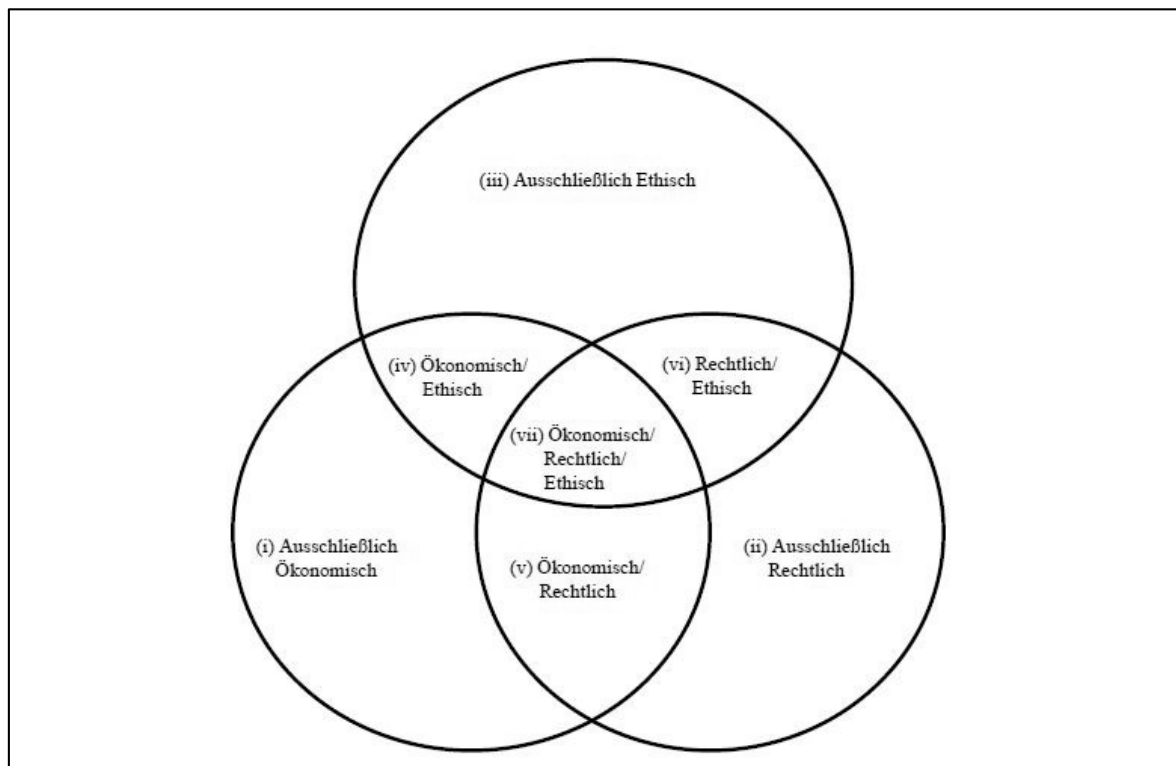 (iii) Ausschließlich Ethisch
(iv) Ökonomisch/
Ethisch
(vi) Rechtlich/
Ethisch
(vii) Ökonomisch/
Rechtlich/
Ethisch
(i) Ausschließlich
Ökonomisch
(v) Ökonomisch/
Rechtlich
(ii) Ausschließlich
Rechtlich